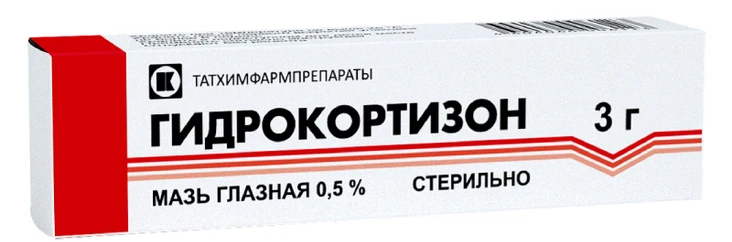 ТАТХИМФАРМПРЕПАРАТЫ
ГИДРОКОРТИЗОН 3 г
МАЗЬ ГЛАЗНАЯ 0,5 % СТЕРИЛЬНО